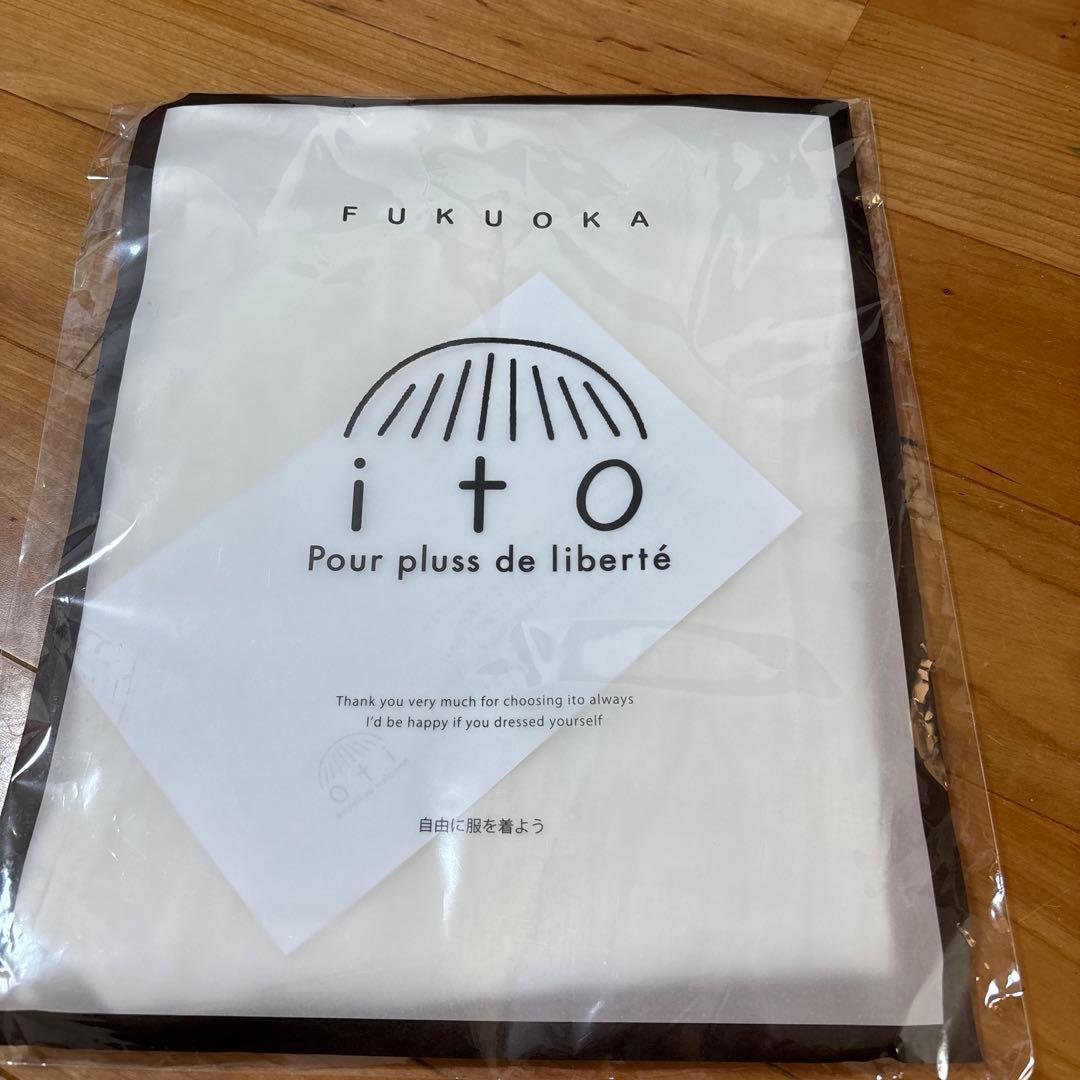 FUKUOKA
ito
Pour pluss de liberté
Thank you very much for choosing ito always
I'd be happy if you dressed yourself
自由に服を着よう